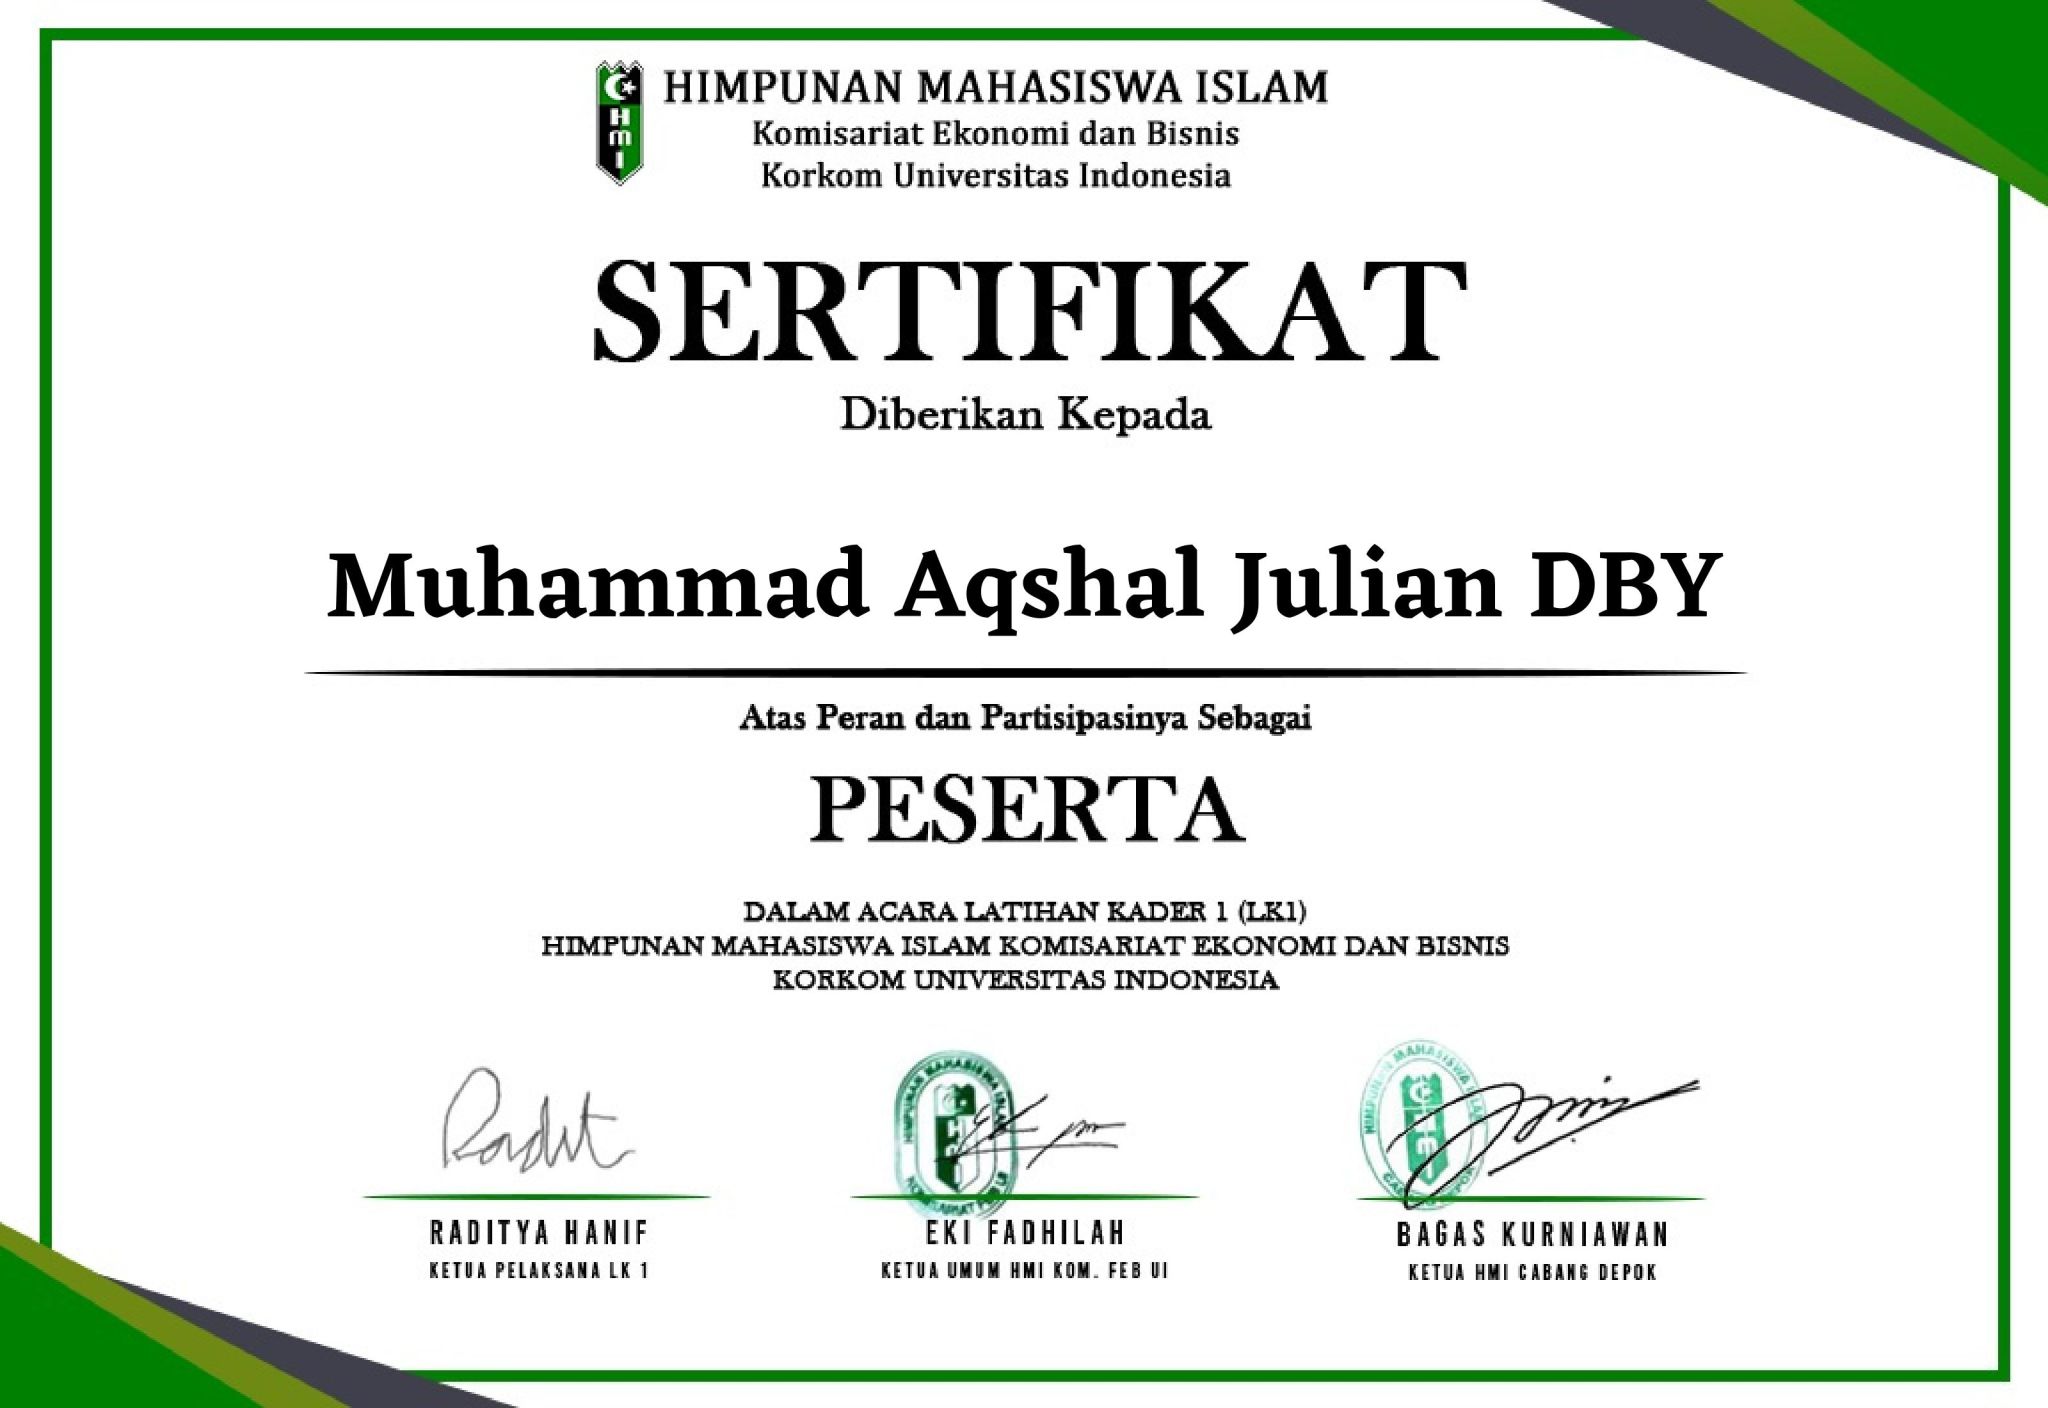 HMI
HIMPUNAN MAHASISWA ISLAM
Komisariat Ekonomi dan Bisnis
Korkom Universitas Indonesia
SERTIFIKAT
Diberikan Kepada
Muhammad Aqshal Julian DBY
Atas Peran dan Partisipasinya Sebagai
PESERTA
DALAM ACARA LATIHAN KADER 1 (LK1)
HIMPUNAN MAHASISWA ISLAM KOMISARIAT EKONOMI DAN BISNIS
KORKOM UNIVERSITAS INDONESIA
Radit
HIMPUNAN MAHASISWA ISLAM
HIMPUNAN MAHASISWA ISLAM
CABANG DEPOK
RADITYA HANIF
KETUA PELAKSANA LK 1
EKI FADHILAH
KETUA UMUM HMI KOM. FEB UI
BAGAS KURNIAWAN
KETUA HMI CABANG DEPOK